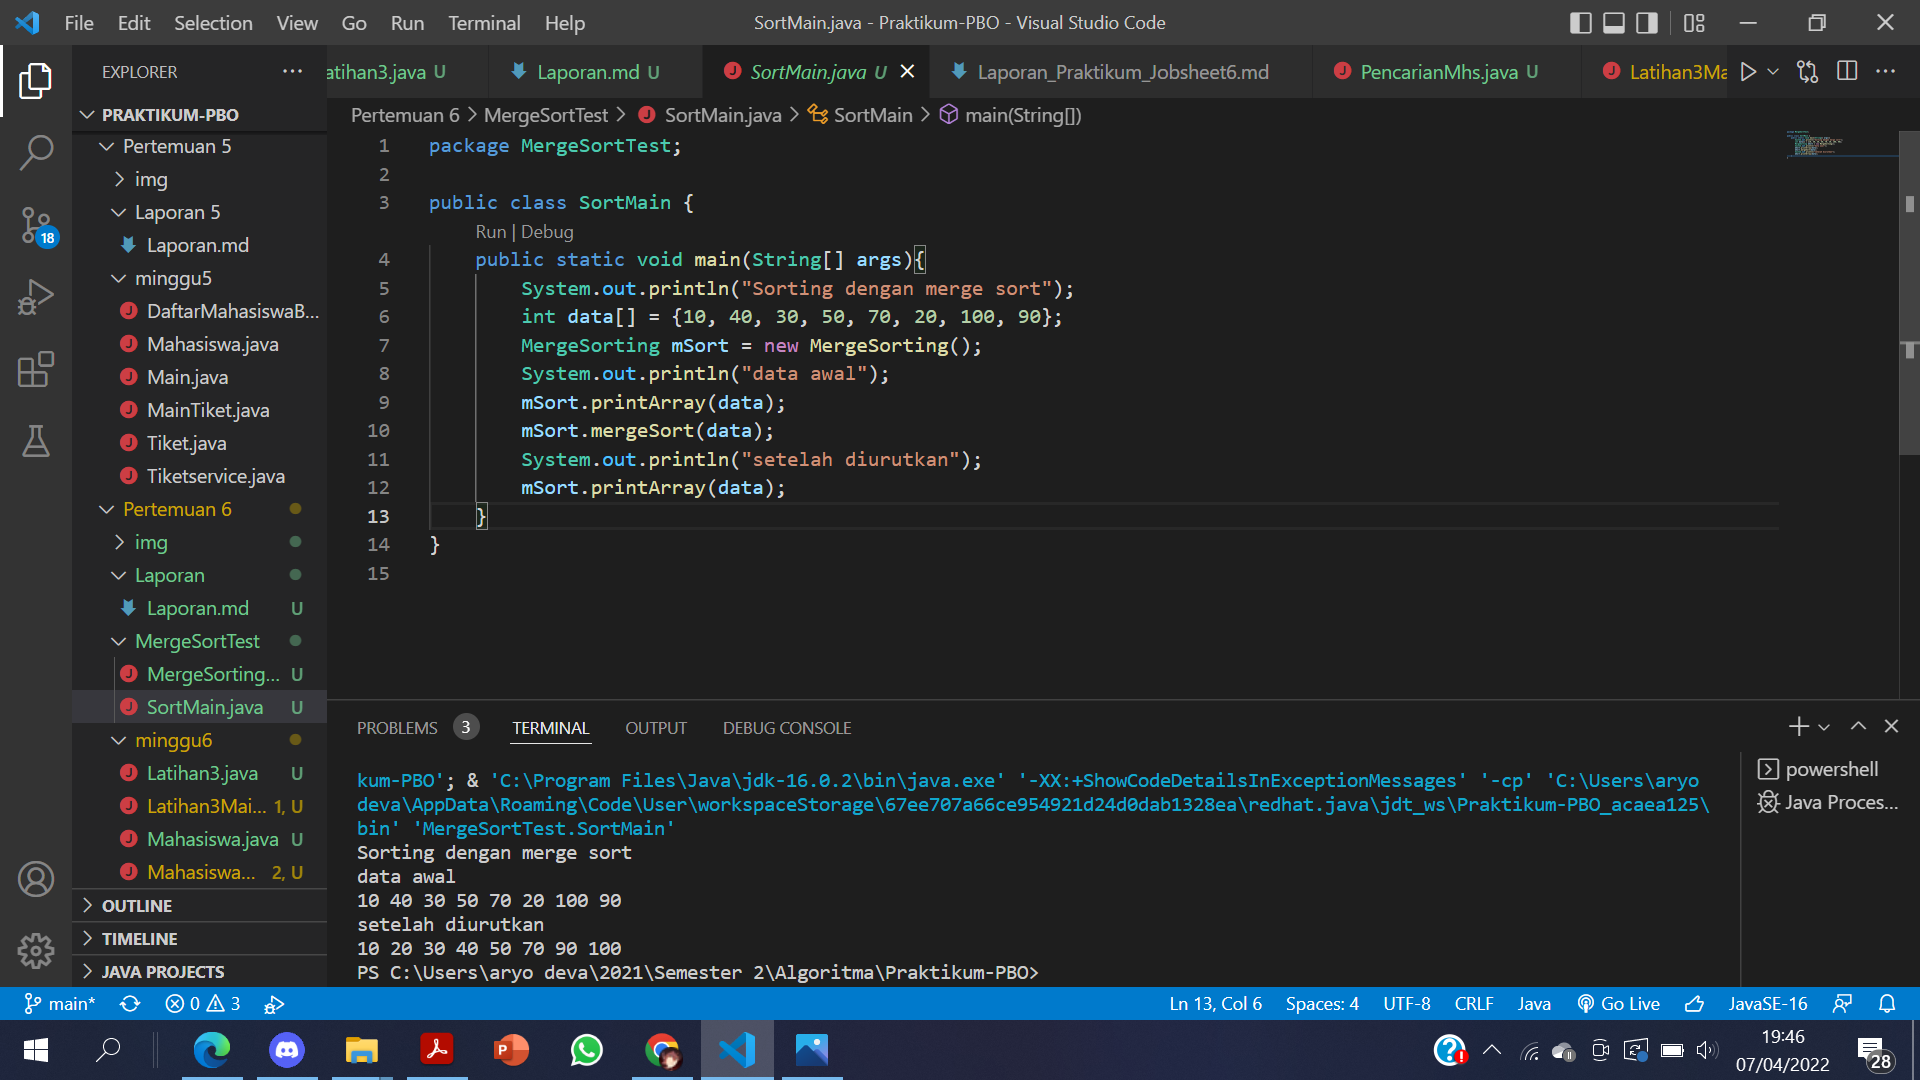 File Edit Selection View Go Run Terminal Help
SortMain.java - Praktikum-PBO - Visual Studio Code
EXPLORER
atihan3.java U
Laporan.md U
SortMain.java U
Laporan_Praktikum_Jobsheet6.md
PencarianMhs.java U
Latihan3Ma
PRAKTIKUM-PBO
Pertemuan 5
img
Laporan 5
Laporan.md
minggu5
DaftarMahasiswaB...
Mahasiswa.java
Main.java
MainTiket.java
Tiket.java
Tiketservice.java
Pertemuan 6
img
Laporan
Laporan.md U
MergeSortTest
MergeSorting... U
SortMain.java U
minggu6
Latihan3.java U
Latihan3Mai... 1, U
Mahasiswa.java U
Mahasiswa... 2, U
OUTLINE
TIMELINE
JAVA PROJECTS
18
Pertemuan 6 > MergeSortTest > SortMain.java > SortMain > main(String[])
1 package MergeSortTest;
2
3 public class SortMain {
Run | Debug
4 public static void main(String[] args){
5 System.out.println("Sorting dengan merge sort");
6 int data[] = {10, 40, 30, 50, 70, 20, 100, 90};
7 MergeSorting mSort = new MergeSorting();
8 System.out.println("data awal");
9 mSort.printArray(data);
10 mSort.mergeSort(data);
11 System.out.println("setelah diurutkan");
12 mSort.printArray(data);
13 }
14 }
15
PROBLEMS 3 TERMINAL OUTPUT DEBUG CONSOLE
kum-PBO'; & 'C:\Program Files\Java\jdk-16.0.2\bin\java.exe' '-XX:+ShowCodeDetailsInExceptionMessages' '-cp' 'C:\Users\aryo
deva\AppData\Roaming\Code\User\workspaceStorage\67ee707a66ce954921d24d0dab1328ea\redhat.java\jdt_ws\Praktikum-PBO_acaea125\
bin' 'MergeSortTest.SortMain'
Sorting dengan merge sort
data awal
10 40 30 50 70 20 100 90
setelah diurutkan
10 20 30 40 50 70 90 100
PS C:\Users\aryo deva\2021\Semester 2\Algoritma\Praktikum-PBO>
powershell
Java Proces...
main* 0 3
Ln 13, Col 6 Spaces: 4 UTF-8 CRLF Java Go Live JavaSE-16
19:46
07/04/2022
28